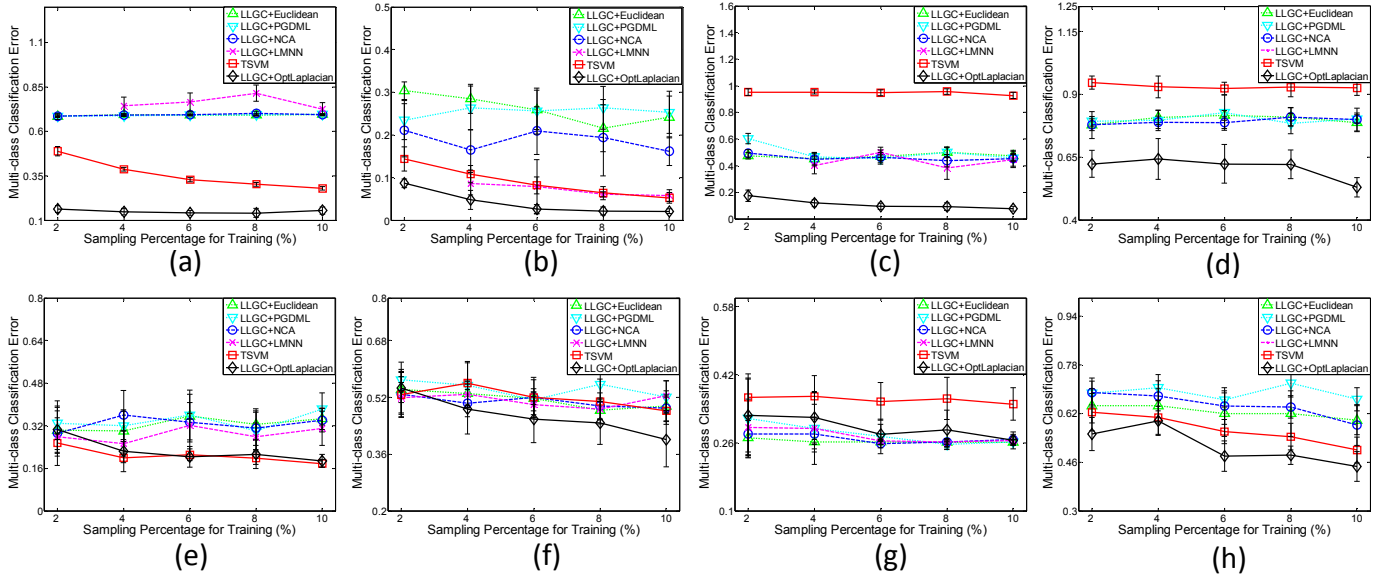 Multi-class Classification Error
1.1
0.85
0.6
0.35
0.1
LLGC+Euclidean
LLGC+PGDML
LLGC+NCA
LLGC+LMNN
TSVM
LLGC+OptLaplacian
2 4 6 8 10
Sampling Percentage for Training (%)
(a)
Multi-class Classification Error
0.5
0.4
0.3
0.2
0.1
0
LLGC+Euclidean
LLGC+PGDML
LLGC+NCA
LLGC+LMNN
TSVM
LLGC+OptLaplacian
2 4 6 8 10
Sampling Percentage for Training (%)
(b)
Multi-class Classification Error
1.6
1.4
1.2
1
0.8
0.6
0.4
0.2
0
LLGC+Euclidean
LLGC+PGDML
LLGC+NCA
LLGC+LMNN
TSVM
LLGC+OptLaplacian
2 4 6 8 10
Sampling Percentage for Training (%)
(c)
Multi-class Classification Error
1.25
1.15
0.9
0.65
0.4
LLGC+Euclidean
LLGC+PGDML
LLGC+NCA
LLGC+LMNN
TSVM
LLGC+OptLaplacian
2 4 6 8 10
Sampling Percentage for Training (%)
(d)
Multi-class Classification Error
0.8
0.64
0.48
0.32
0.16
0
LLGC+Euclidean
LLGC+PGDML
LLGC+NCA
LLGC+LMNN
TSVM
LLGC+OptLaplacian
2 4 6 8 10
Sampling Percentage for Training (%)
(e)
Multi-class Classification Error
0.8
0.68
0.52
0.36
0.2
LLGC+Euclidean
LLGC+PGDML
LLGC+NCA
LLGC+LMNN
TSVM
LLGC+OptLaplacian
2 4 6 8 10
Sampling Percentage for Training (%)
(f)
Multi-class Classification Error
0.58
0.42
0.26
0.1
LLGC+Euclidean
LLGC+PGDML
LLGC+NCA
LLGC+LMNN
TSVM
LLGC+OptLaplacian
2 4 6 8 10
Sampling Percentage for Training (%)
(g)
Multi-class Classification Error
0.94
0.78
0.62
0.46
0.3
LLGC+Euclidean
LLGC+PGDML
LLGC+NCA
LLGC+LMNN
TSVM
LLGC+OptLaplacian
2 4 6 8 10
Sampling Percentage for Training (%)
(h)